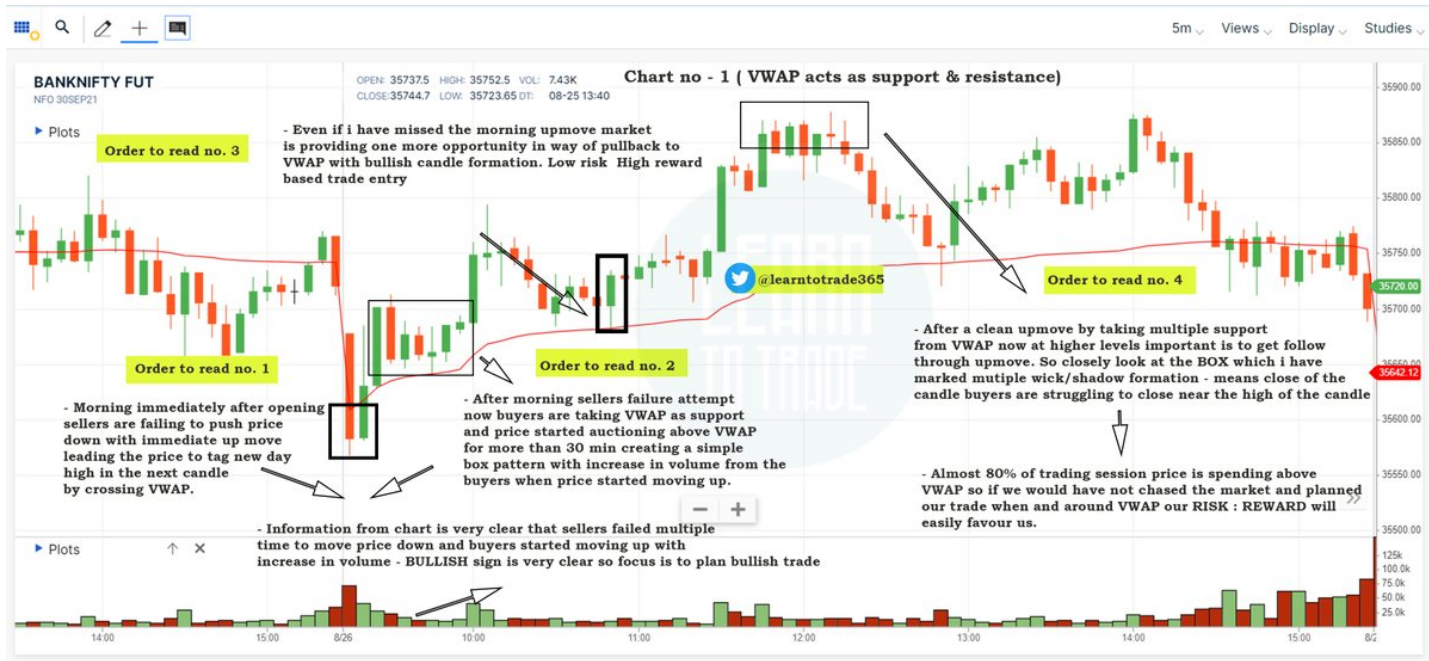 5m Views Display Studies
BANKNIFTY FUT
NFO 30SEP21
OPEN: 35737.5 HIGH: 35752.5 VOL: 7.43K
CLOSE:35744.7 LOW: 35723.65 DT: 08-25 13:40
Chart no - 1 ( VWAP acts as support & resistance)
Plots
Order to read no. 3
- Even if i have missed the morning upmove market
is providing one more opportunity in way of pullback to
VWAP with bullish candle formation. Low risk High reward
based trade entry
@learntotrade365
LEARN
TO TRADE
Order to read no. 1
- Morning immediately after opening
sellers are failing to push price
down with immediate up move
leading the price to tag new day
high in the next candle
by crossing VWAP.
Order to read no. 2
- After morning sellers failure attempt
now buyers are taking VWAP as support
and price started auctioning above VWAP
for more than 30 min creating a simple
box pattern with increase in volume from the
buyers when price started moving up.
- Information from chart is very clear that sellers failed multiple
time to move price down and buyers started moving up with
increase in volume - BULLISH sign is very clear so focus is to plan bullish trade
Order to read no. 4
- After a clean upmove by taking multiple support
from VWAP now at higher levels important is to get follow
through upmove. So closely look at the BOX which i have
marked mutiple wick/shadow formation - means close of the
candle buyers are struggling to close near the high of the candle
- Almost 80% of trading session price is spending above
VWAP so if we would have not chased the market and planned
our trade when and around VWAP our RISK : REWARD will
easily favour us.
35900.00
35850.00
35800.00
35750.00
35720.00
35700.00
35650.00
35642.12
35600.00
35550.00
35500.00
Plots
125k
100.0k
75.0k
50.0k
25.0k
14:00 15:00 8/26 10:00 11:00 12:00 13:00 14:00 15:00